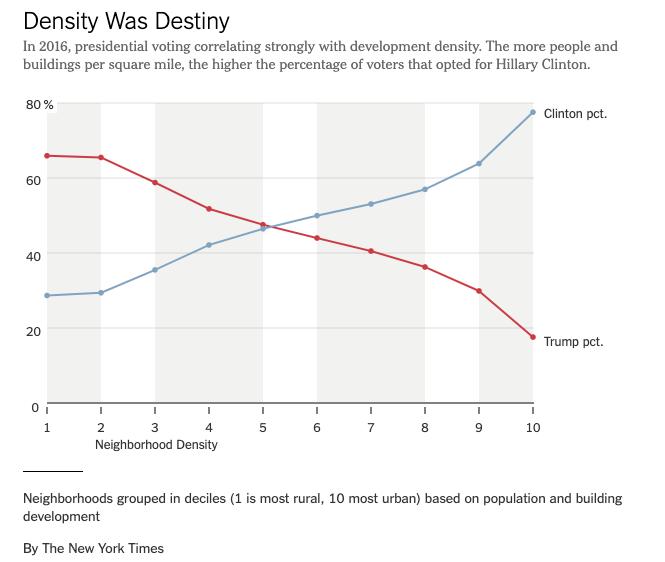 Density Was Destiny
In 2016, presidential voting correlating strongly with development density. The more people and
buildings per square mile, the higher the percentage of voters that opted for Hillary Clinton.
80 %
Clinton pct.
60
40
20
Trump pct.
0
1 2 3 4 5 6 7 8 9 10
Neighborhood Density
Neighborhoods grouped in deciles (1 is most rural, 10 most urban) based on population and building
development
By The New York Times